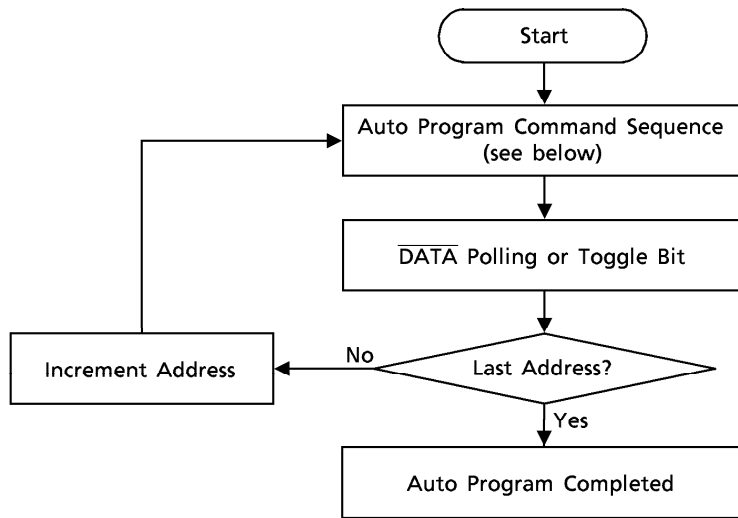 Start
Auto Program Command Sequence
(see below)
D̅A̅T̅A̅ Polling or Toggle Bit
Last Address?
No
Increment Address
Yes
Auto Program Completed